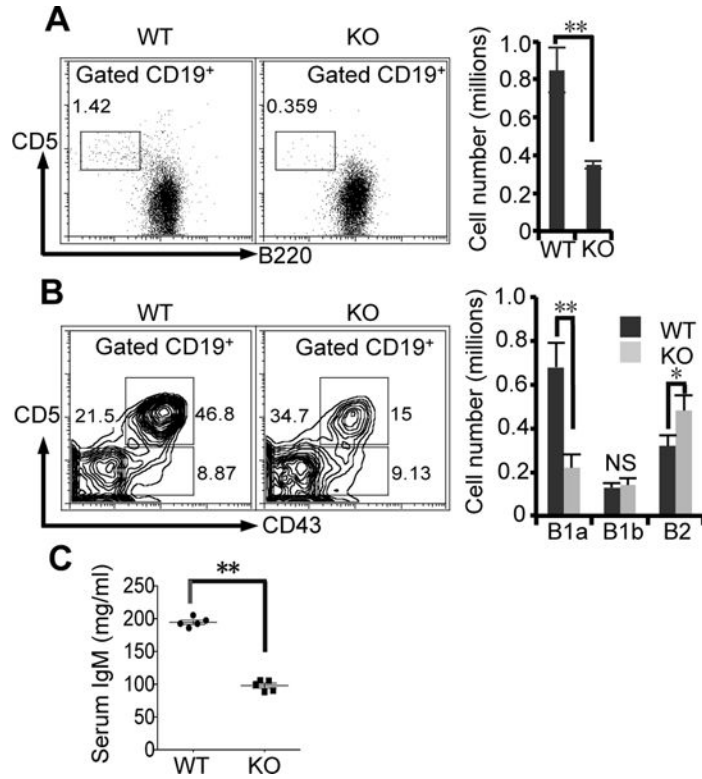 A
WT
KO
Gated CD19+
Gated CD19+
1.42
0.359
CD5
B220
Cell number (millions)
1.0
0.8
0.6
0.4
0.2
0
**
WT KO
B
WT
KO
Gated CD19+
Gated CD19+
CD5
21.5
46.8
8.87
34.7
15
9.13
CD43
Cell number (millions)
1.0
0.8
0.6
0.4
0.2
0
**
NS
*
WT
KO
B1a B1b B2
C
**
Serum IgM (mg/ml)
250
200
150
100
50
0
WT KO